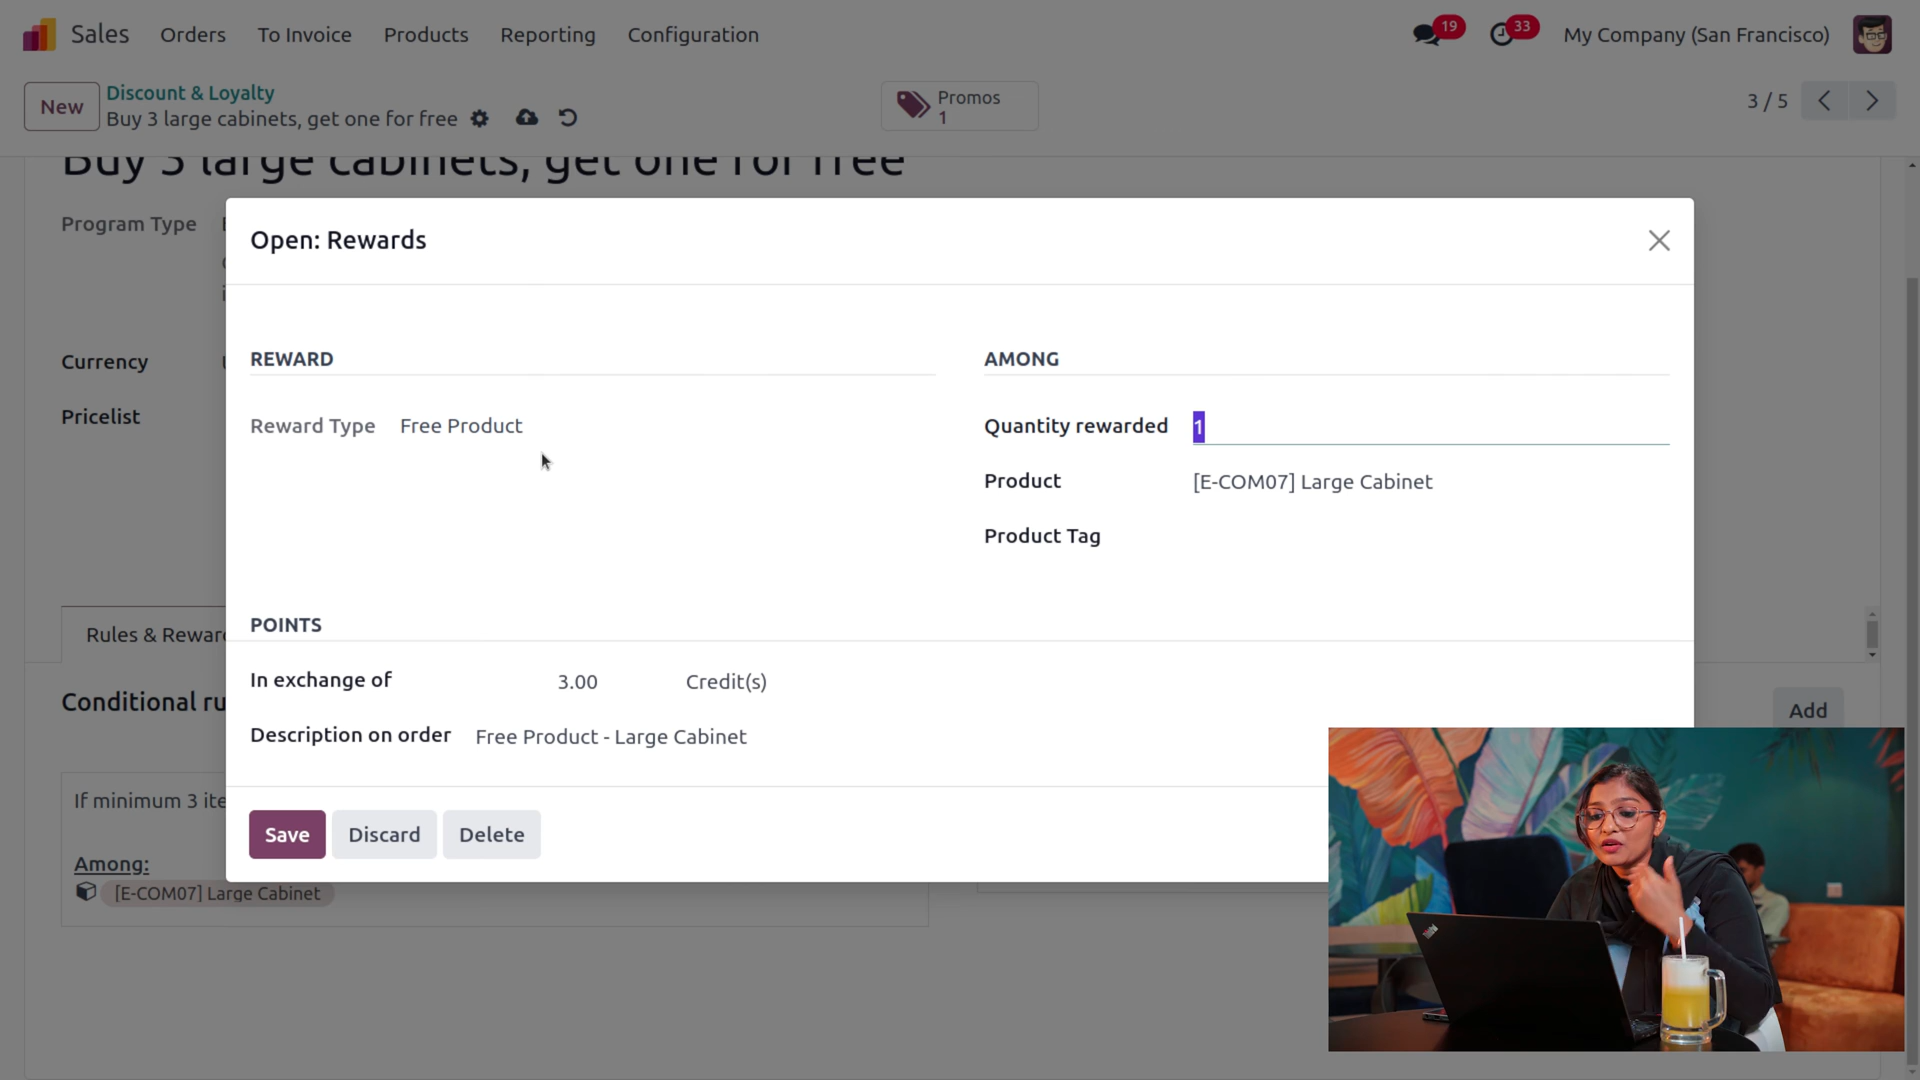 Sales Orders To Invoice Products Reporting Configuration 19 33 My Company (San Francisco)
New Discount & Loyalty
Buy 3 large cabinets, get one for free
Promos
1
3 / 5
Buy 3 large cabinets, get one for free
Program Type
Currency
Pricelist
Open: Rewards
REWARD
Reward Type Free Product
AMONG
Quantity rewarded 1
Product [E-COM07] Large Cabinet
Product Tag
POINTS
In exchange of 3.00 Credit(s)
Description on order Free Product - Large Cabinet
Save Discard Delete
Rules &
Conditional
Add
If minimum 3
Among:
[E-COM07] Large Cabinet